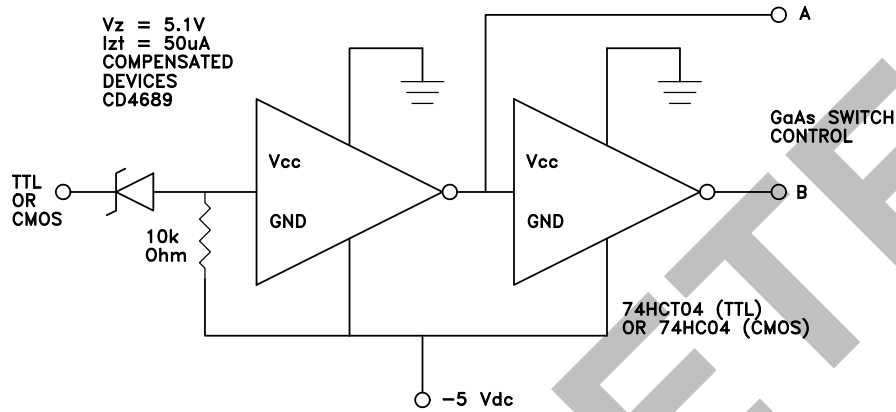 Vz = 5.1V
Izt = 50uA
COMPENSATED
DEVICES
CD4689
A
GaAs SWITCH
CONTROL
Vcc
Vcc
TTL
OR
CMOS
B
GND
GND
10k
Ohm
74HCT04 (TTL)
OR 74HC04 (CMOS)
-5 Vdc